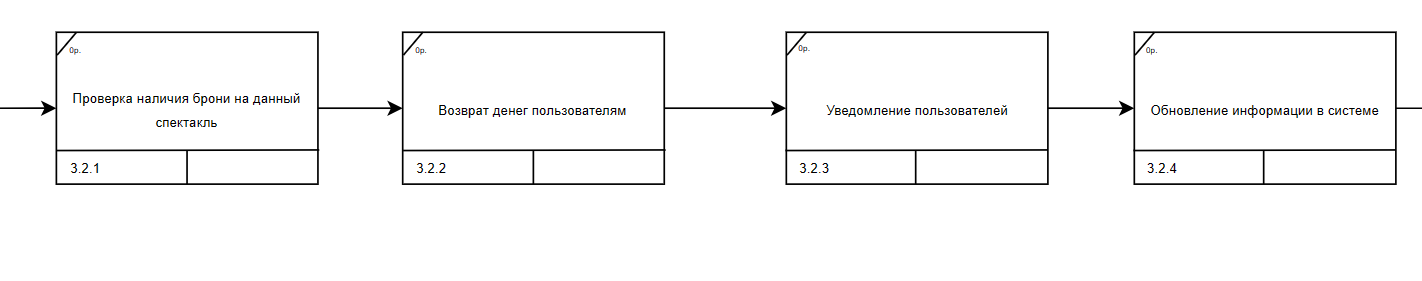 0р.
Проверка наличия брони на данный
спектакль
3.2.1
0р.
Возврат денег пользователям
3.2.2
0р.
Уведомление пользователей
3.2.3
0р.
Обновление информации в системе
3.2.4